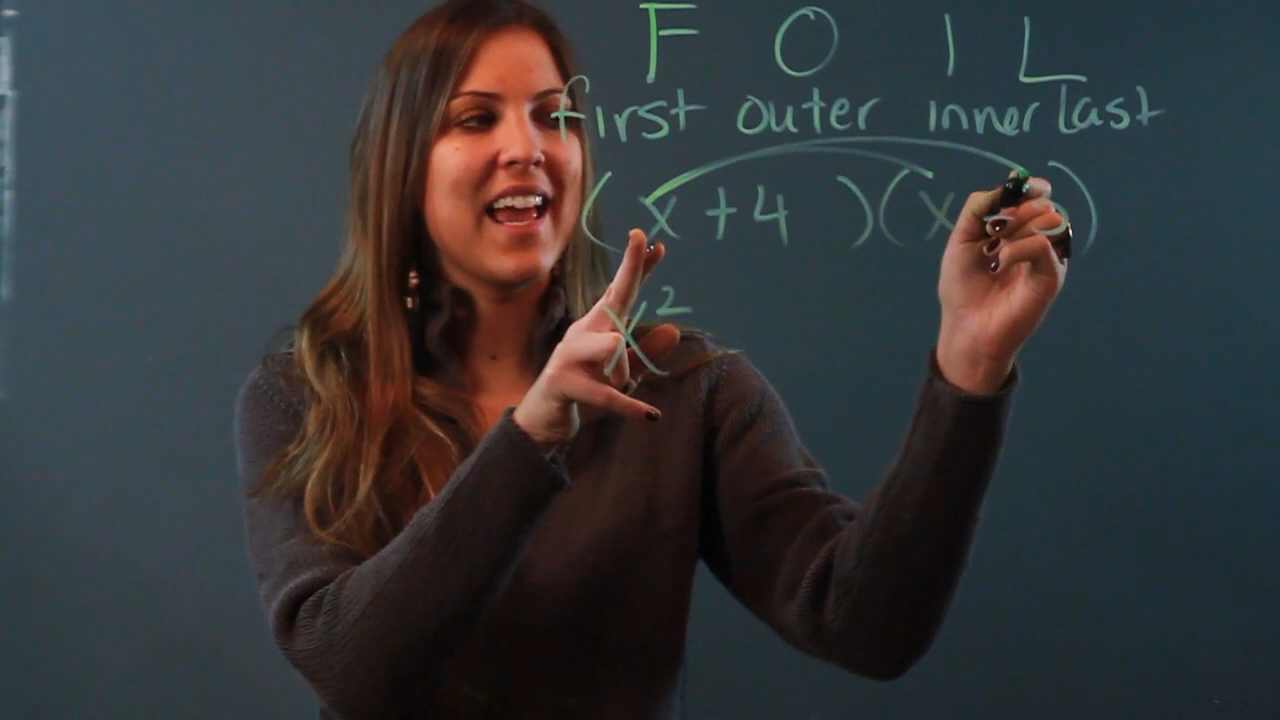 F O I L
first outer inner last
(x + 4 )(x )
x²